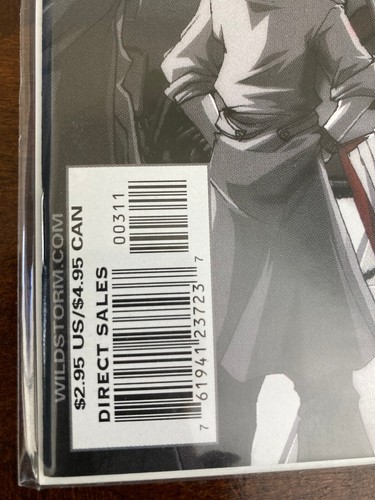 WILDSTORM.COM
$2.95 US/$4.95 CAN
DIRECT SALES
00311
7 61941 23723 7